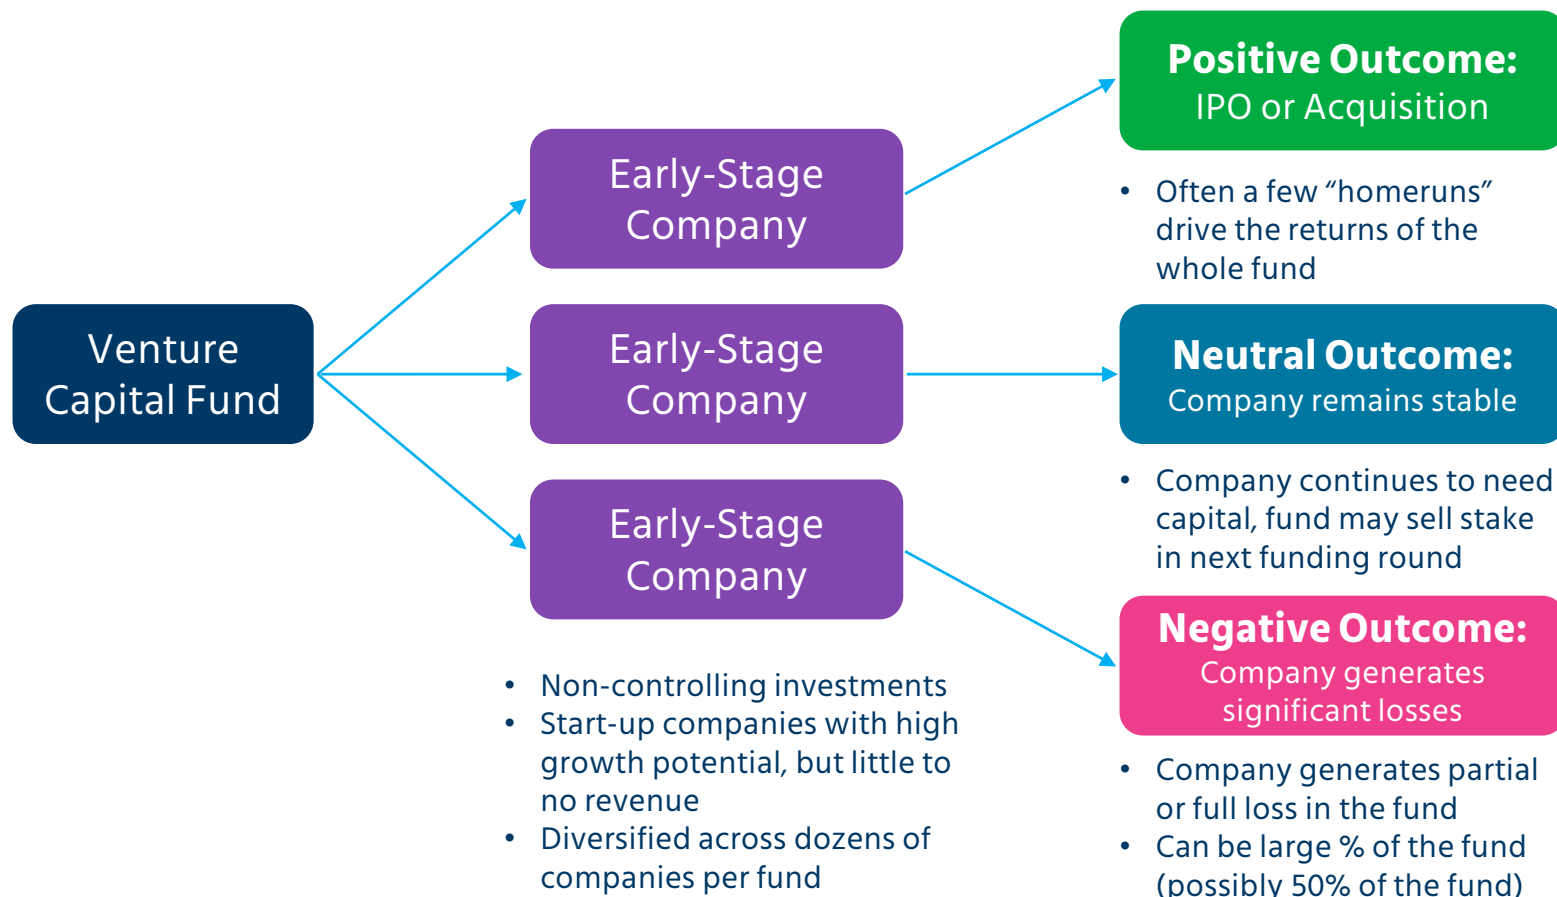 Venture
Capital Fund
Early-Stage
Company
Early-Stage
Company
Early-Stage
Company
• Non-controlling investments
• Start-up companies with high
growth potential, but little to
no revenue
• Diversified across dozens of
companies per fund
Positive Outcome:
IPO or Acquisition
• Often a few “homeruns”
drive the returns of the
whole fund
Neutral Outcome:
Company remains stable
• Company continues to need
capital, fund may sell stake
in next funding round
Negative Outcome:
Company generates
significant losses
• Company generates partial
or full loss in the fund
• Can be large % of the fund
(possibly 50% of the fund)